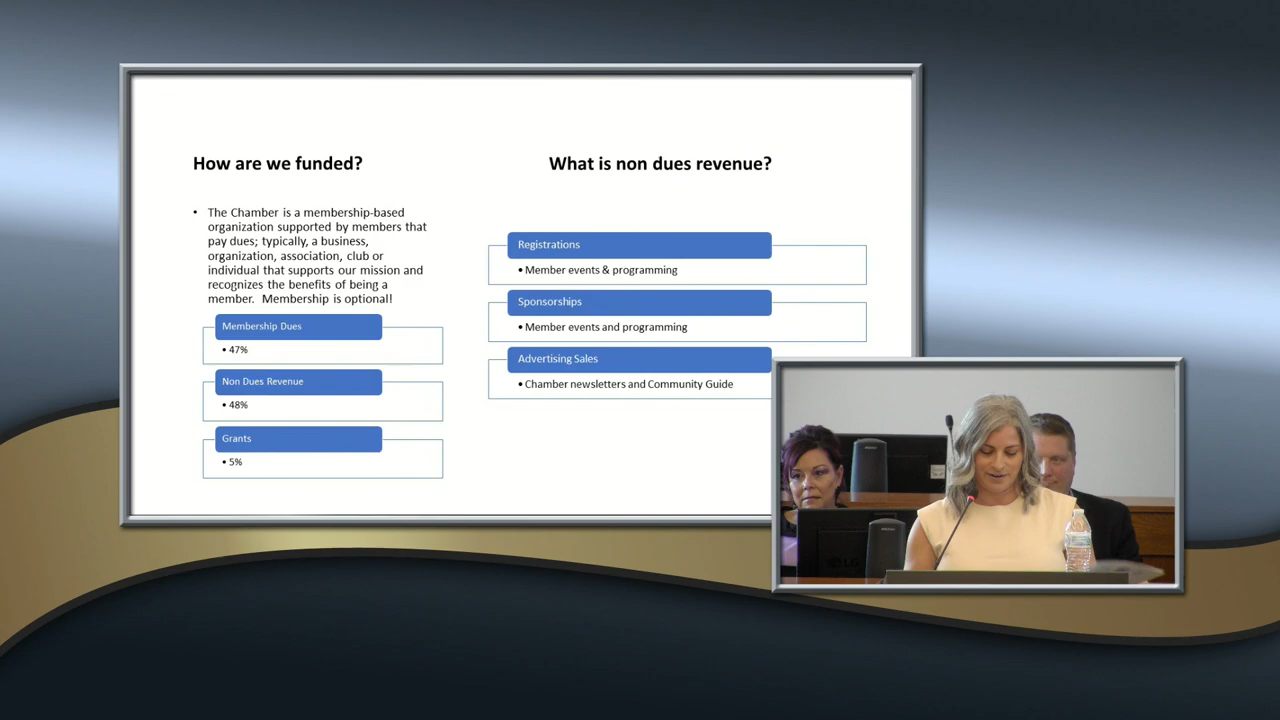 How are we funded?
• The Chamber is a membership-based
organization supported by members that
pay dues; typically, a business,
organization, association, club or
individual that supports our mission and
recognizes the benefits of being a
member.  Membership is optional!
Membership Dues
• 47%
Non Dues Revenue
• 48%
Grants
• 5%
What is non dues revenue?
Registrations
• Member events & programming
Sponsorships
• Member events and programming
Advertising Sales
• Chamber newsletters and Community Guide
LG